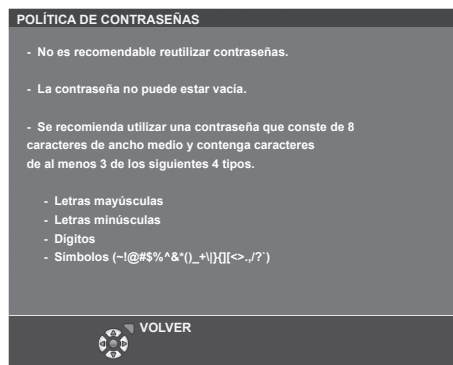 POLÍTICA DE CONTRASEÑAS
- No es recomendable reutilizar contraseñas.
- La contraseña no puede estar vacía.
- Se recomienda utilizar una contraseña que conste de 8
caracteres de ancho medio y contenga caracteres
de al menos 3 de los siguientes 4 tipos.
- Letras mayúsculas
- Letras minúsculas
- Dígitos
- Símbolos (~!@#$%^&*()_+\|}{][<>.,/?`)
VOLVER